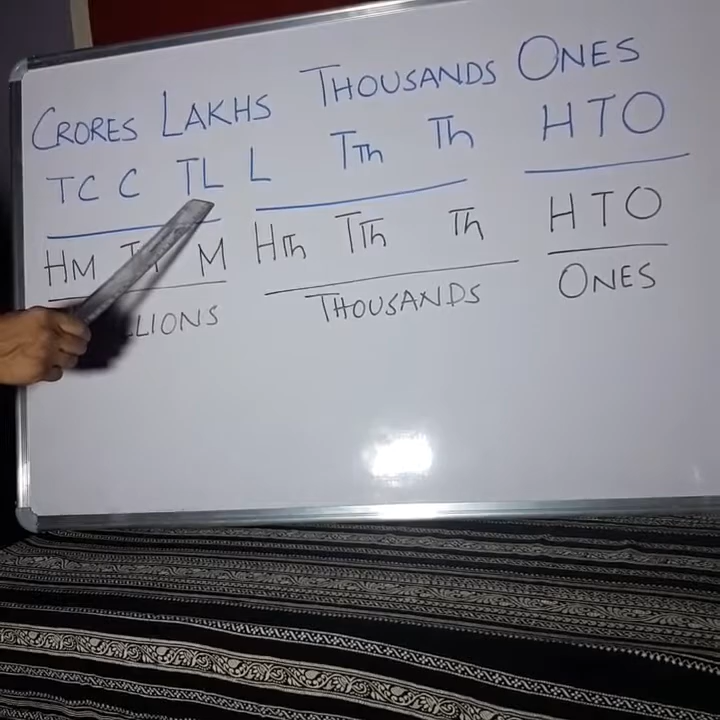 CRORES LAKHS THOUSANDS ONES
TC C TL L TTh Th HTO
HM M HTh TTh Th HTO
THOUSANDS ONES